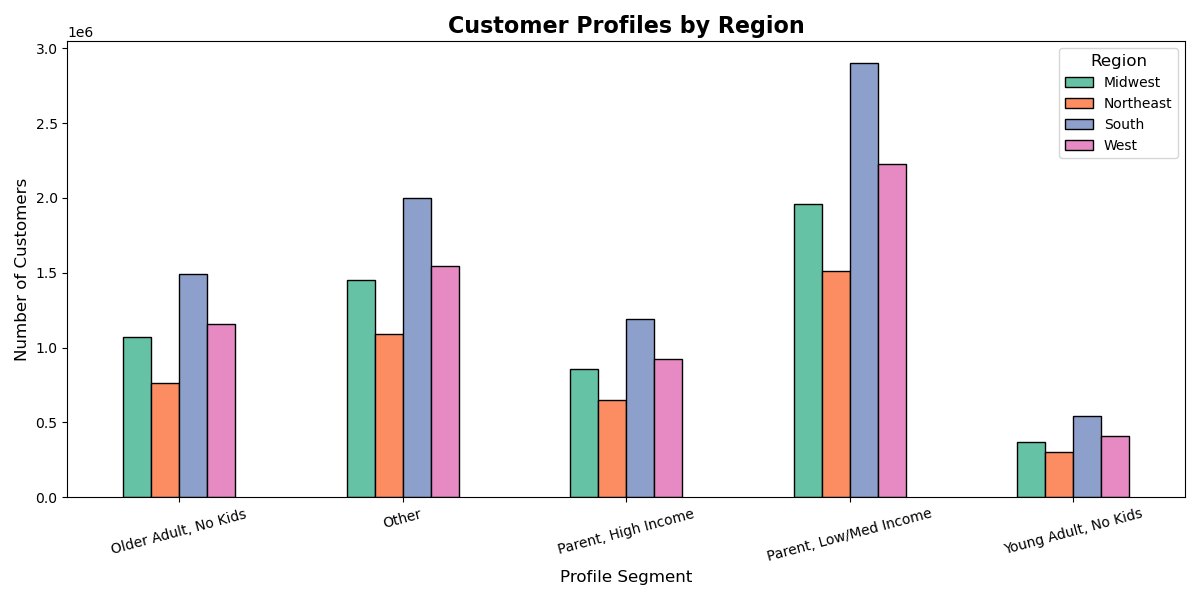 Customer Profiles by Region
1e6
3.0
2.5
2.0
1.5
1.0
0.5
0.0
Number of Customers
Region
Midwest
Northeast
South
West
Older Adult, No Kids
Other
Parent, High Income
Parent, Low/Med Income
Young Adult, No Kids
Profile Segment